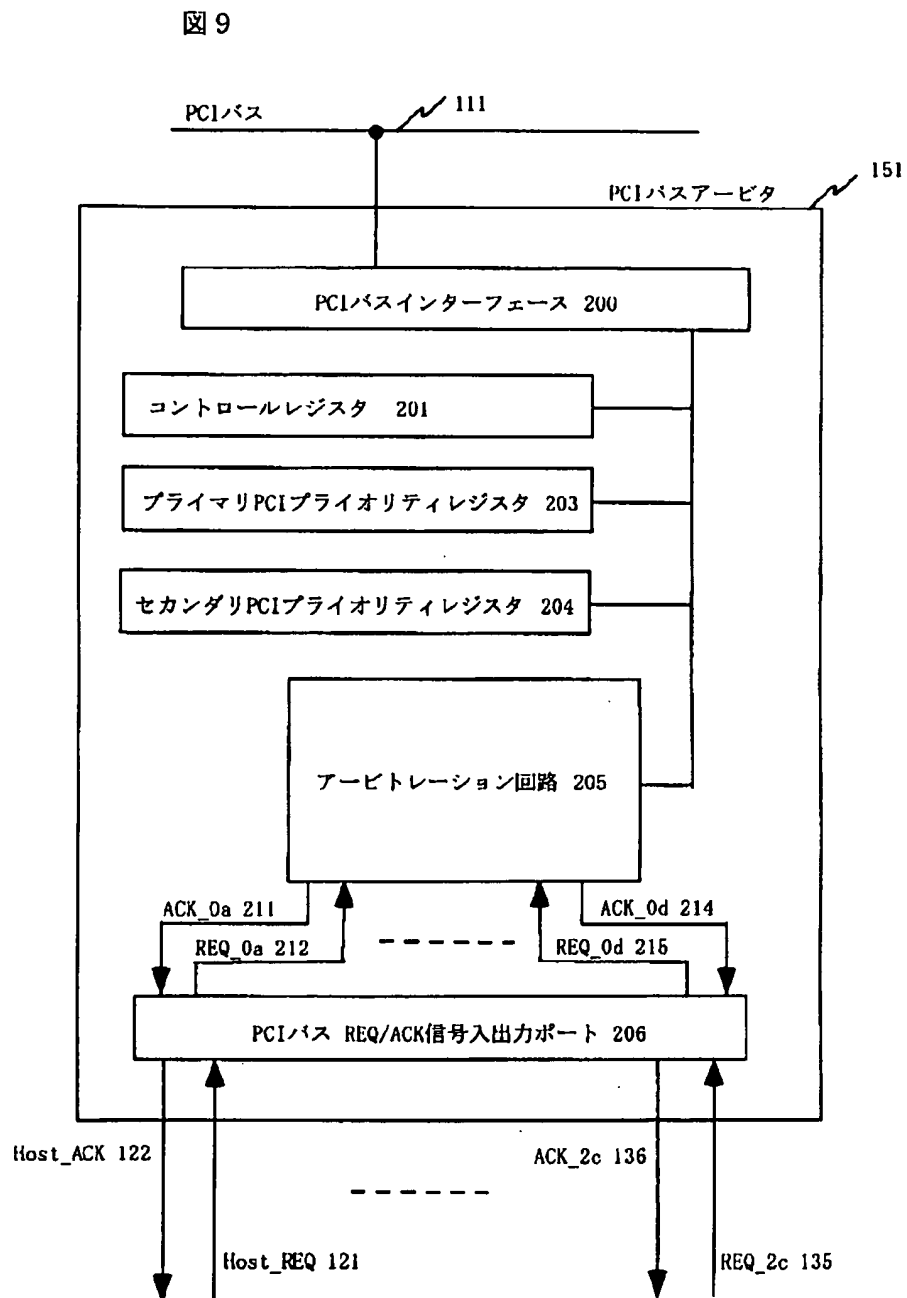 図9
PCIバス
111
151
PCIバスアービタ
PCIバスインターフェース 200
コントロールレジスタ 201
プライマリPCIプライオリティレジスタ 203
セカンダリPCIプライオリティレジスタ 204
アービトレーション回路 205
ACK_0a 211
ACK_0d 214
REQ_0a 212
REQ_0d 215
PCIバス REQ/ACK信号入出力ポート 206
Host_ACK 122
ACK_2c 136
Host_REQ 121
REQ_2c 135